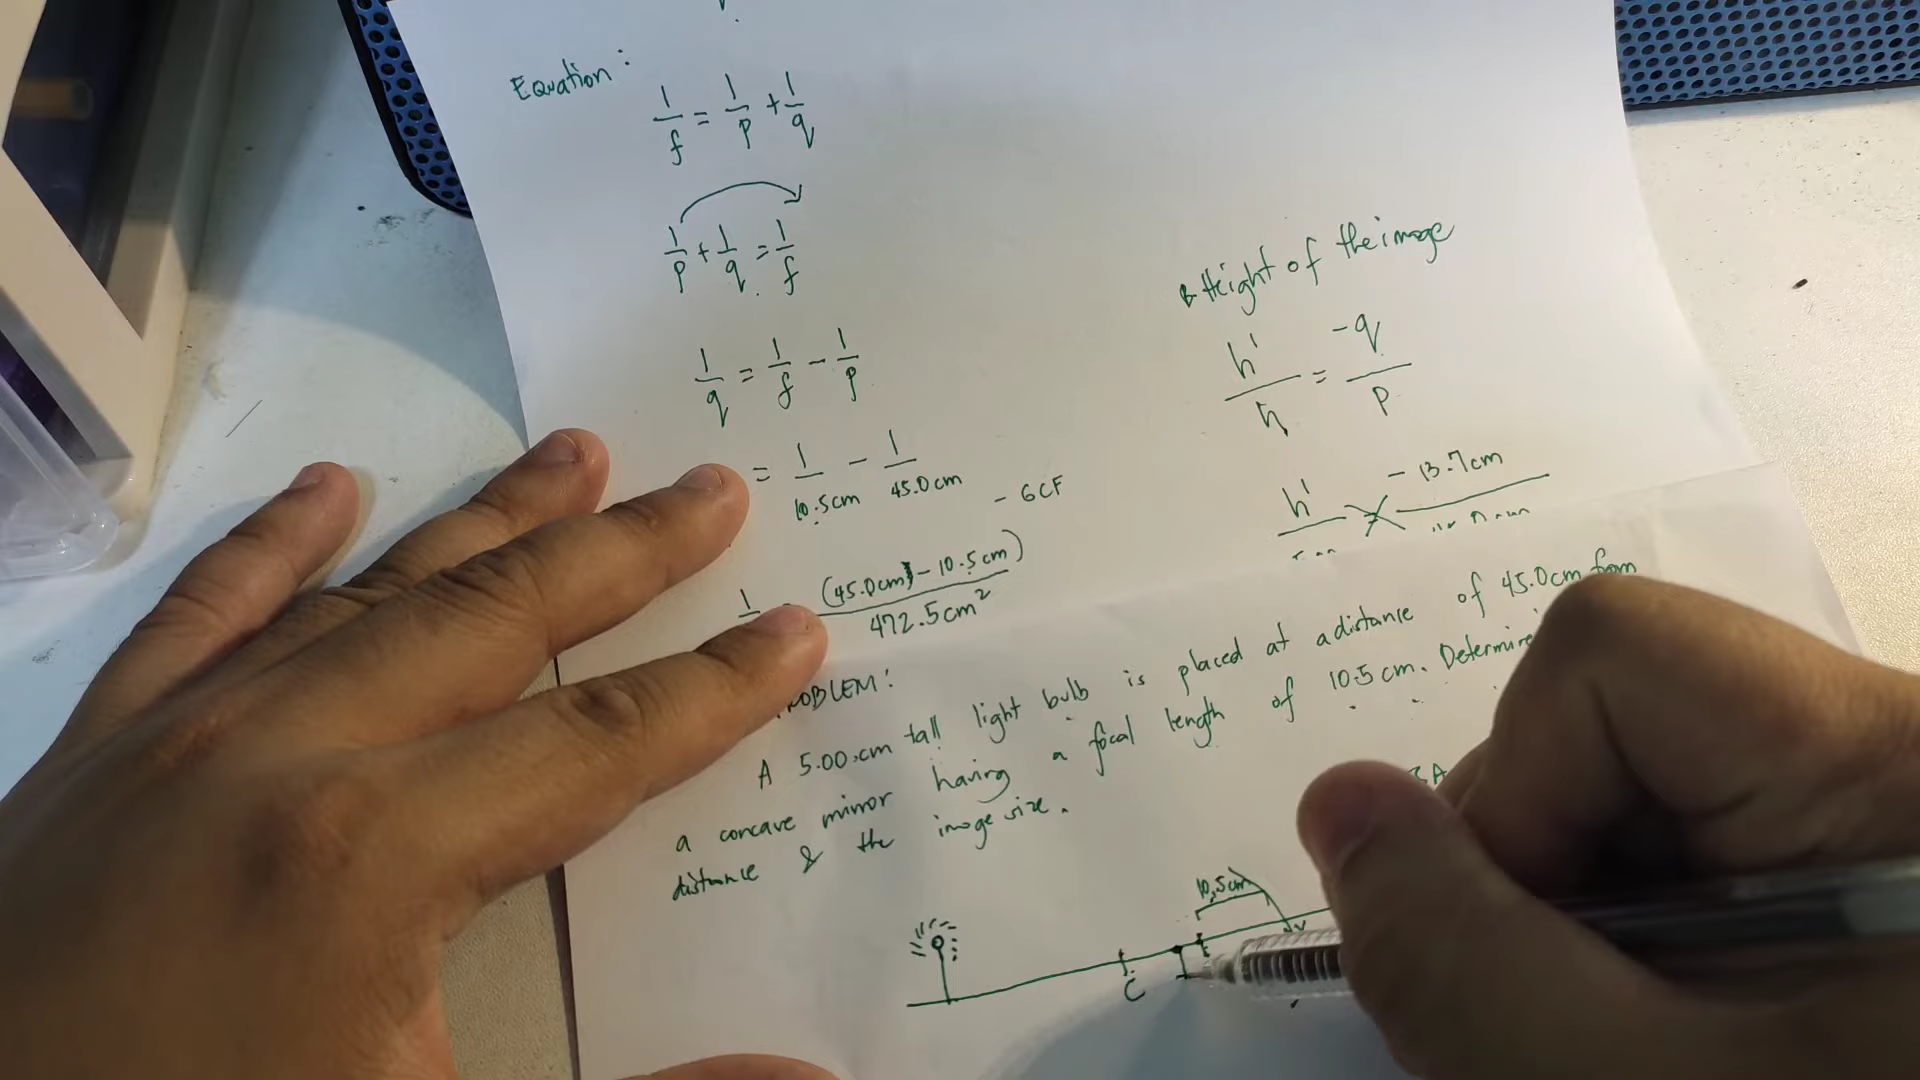 Equation:
1/f = 1/p + 1/q
1/p + 1/q = 1/f
1/q = 1/f - 1/p
= 1/10.5cm - 1/45.0cm
- GCF
(45.0cm) - 10.5cm) / 472.5cm²
Height of the image
h'/h = -q/p
h' = - 13.7cm
PROBLEM:
A 5.00cm tall light bulb is placed at a distance of 45.0cm from
a concave mirror having a focal length of 10.5cm. Determine
distance & the image size.
10.5cm
C
F
V